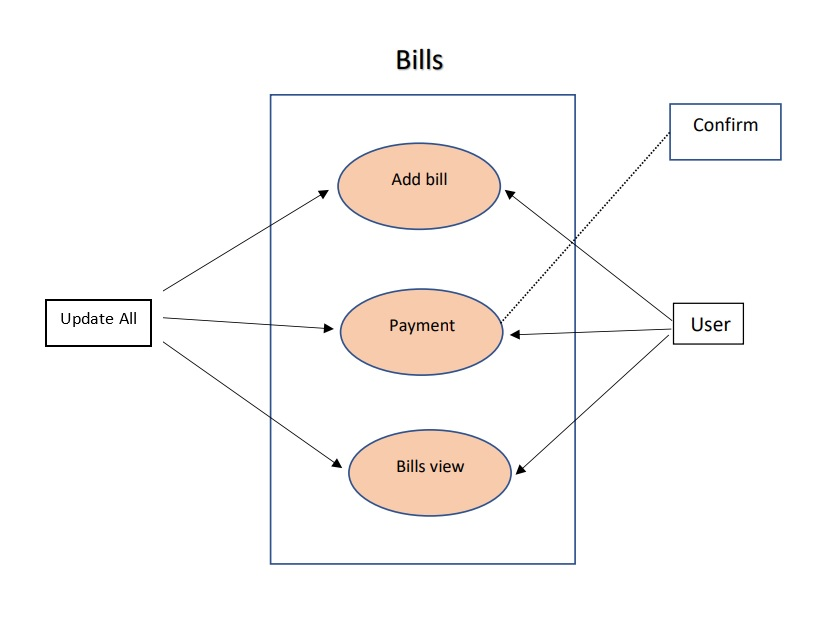 Bills
Confirm
Add bill
Update All
Payment
User
Bills view